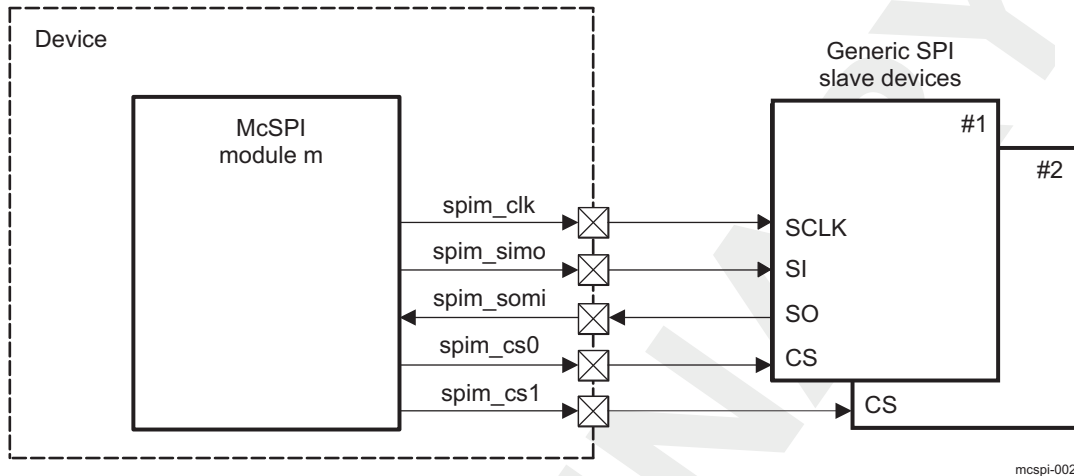 Device
Generic SPI
slave devices
McSPI
module m
#1
#2
spim_clk
SCLK
spim_simo
SI
spim_somi
SO
spim_cs0
CS
spim_cs1
CS
mcspi-002